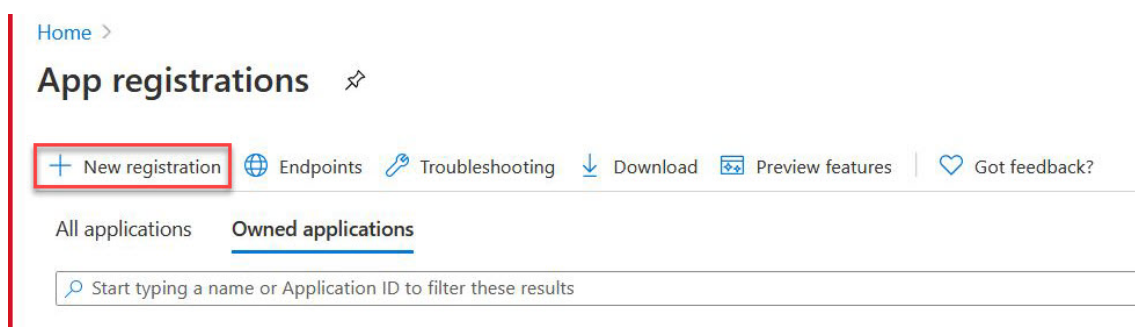 Home >
App registrations
New registration Endpoints Troubleshooting Download Preview features Got feedback?
All applications Owned applications
Start typing a name or Application ID to filter these results